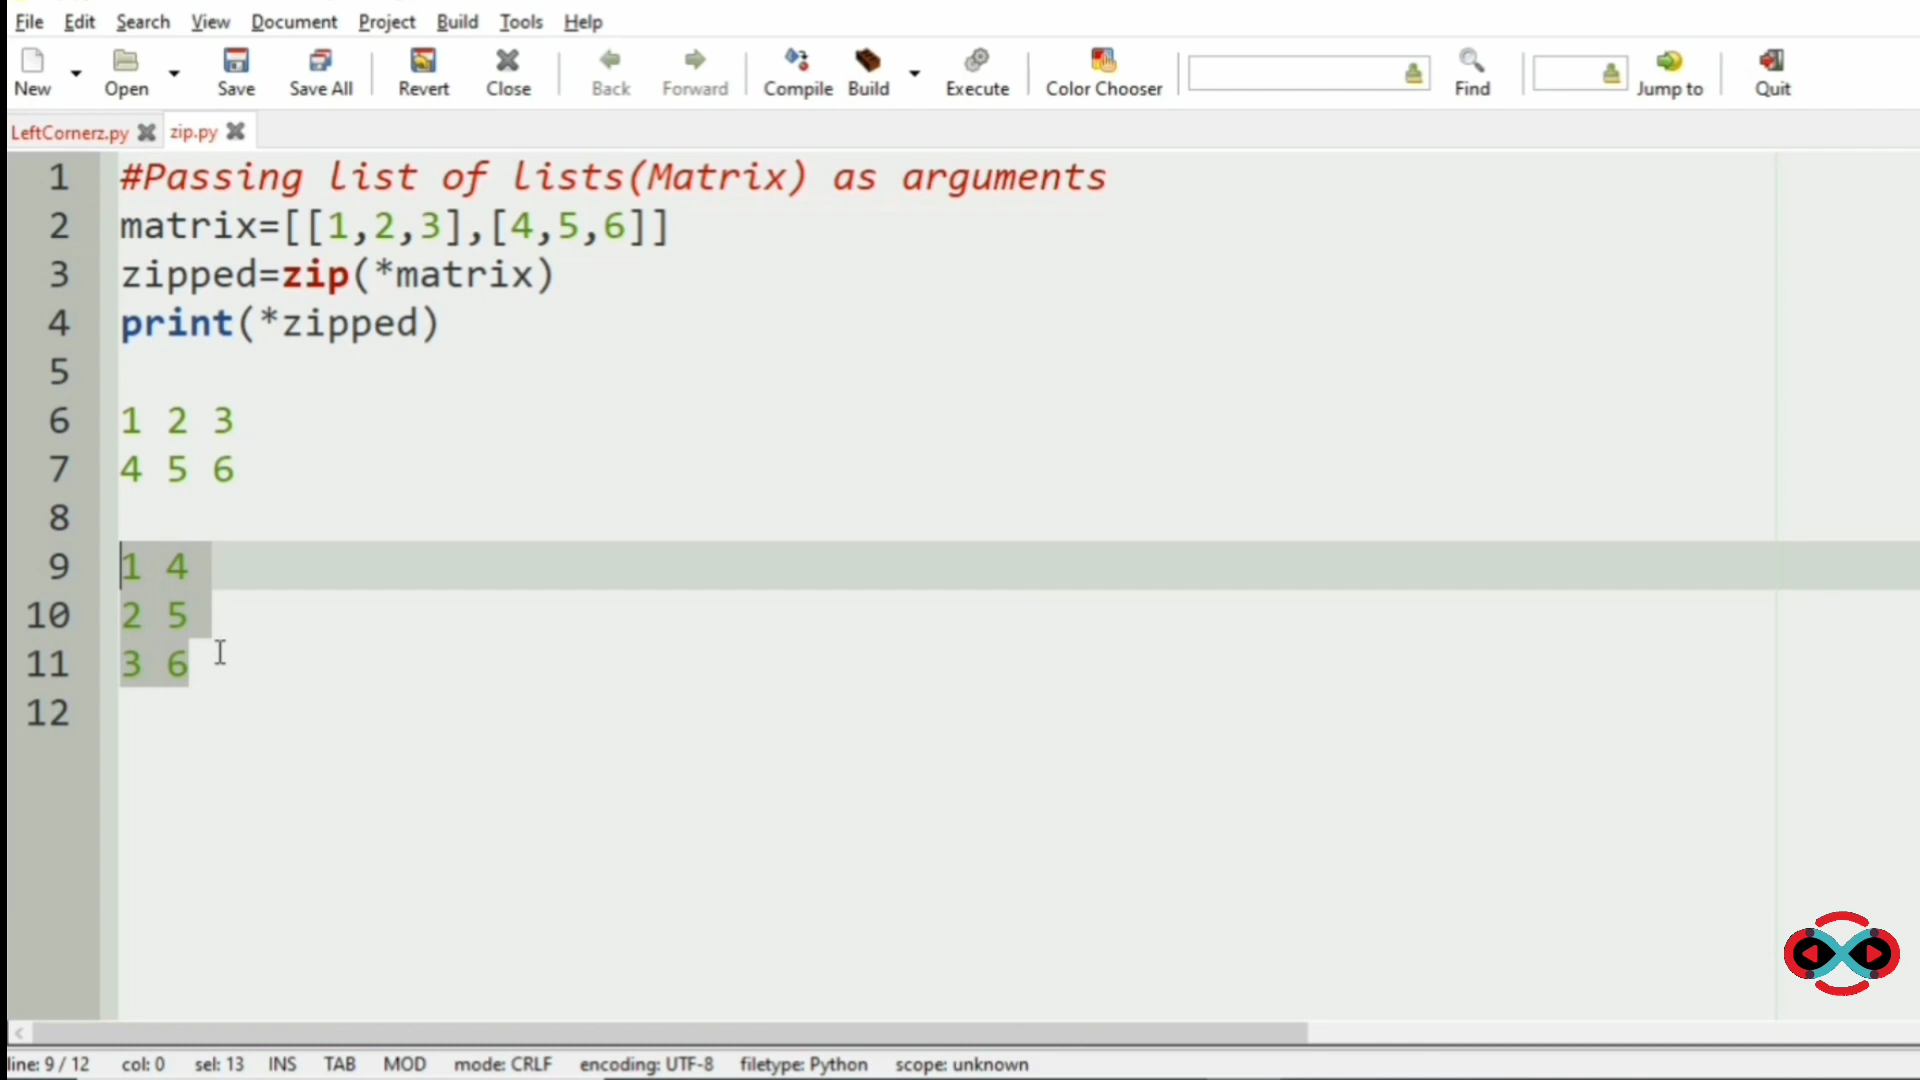 File Edit Search View Document Project Build Tools Help
New Open Save Save All Revert Close Back Forward Compile Build Execute Color Chooser Find Jump to Quit
LeftCornerz.py zip.py
1 #Passing list of lists(Matrix) as arguments
2 matrix=[[1,2,3],[4,5,6]]
3 zipped=zip(*matrix)
4 print(*zipped)
5
6 1 2 3
7 4 5 6
8
9 1 4
10 2 5
11 3 6
12
line: 9 / 12 col: 0 sel: 13 INS TAB MOD mode: CRLF encoding: UTF-8 filetype: Python scope: unknown